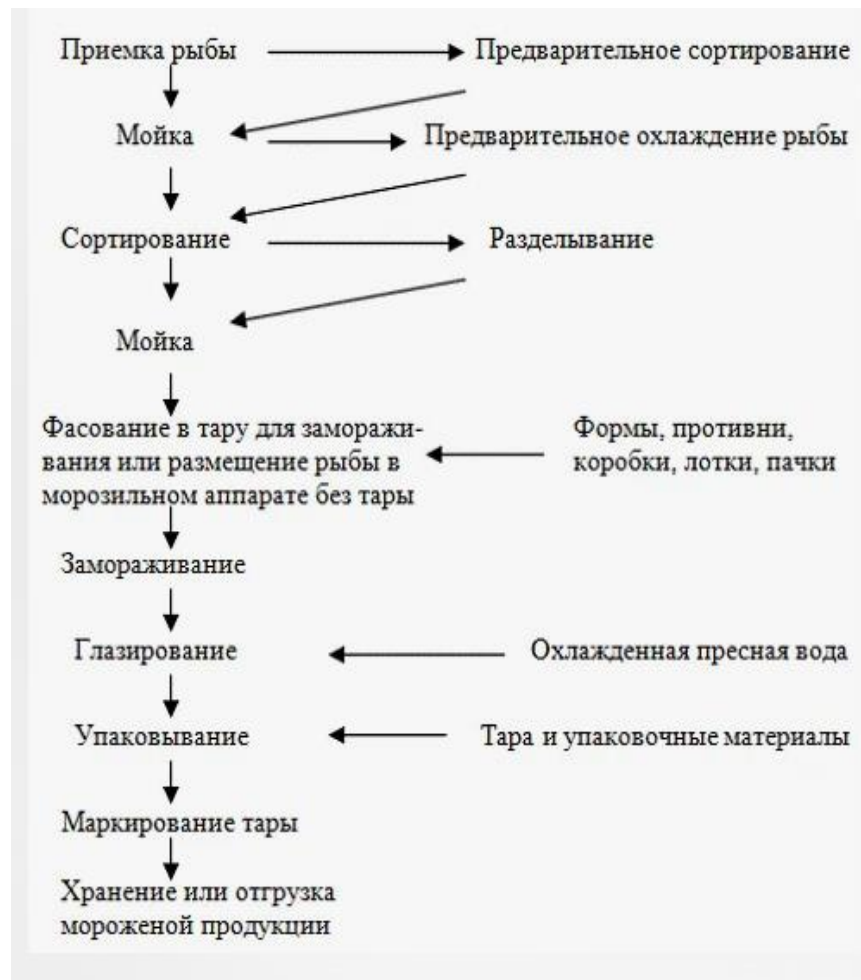 Приемка рыбы
Предварительное сортирование
Мойка
Предварительное охлаждение рыбы
Сортирование
Разделывание
Мойка
Фасование в тару для заморажи-
вания или размещение рыбы в
морозильном аппарате без тары
Формы, противни,
коробки, лотки, пачки
Замораживание
Глазирование
Охлажденная пресная вода
Упаковывание
Тара и упаковочные материалы
Маркирование тары
Хранение или отгрузка
мороженой продукции